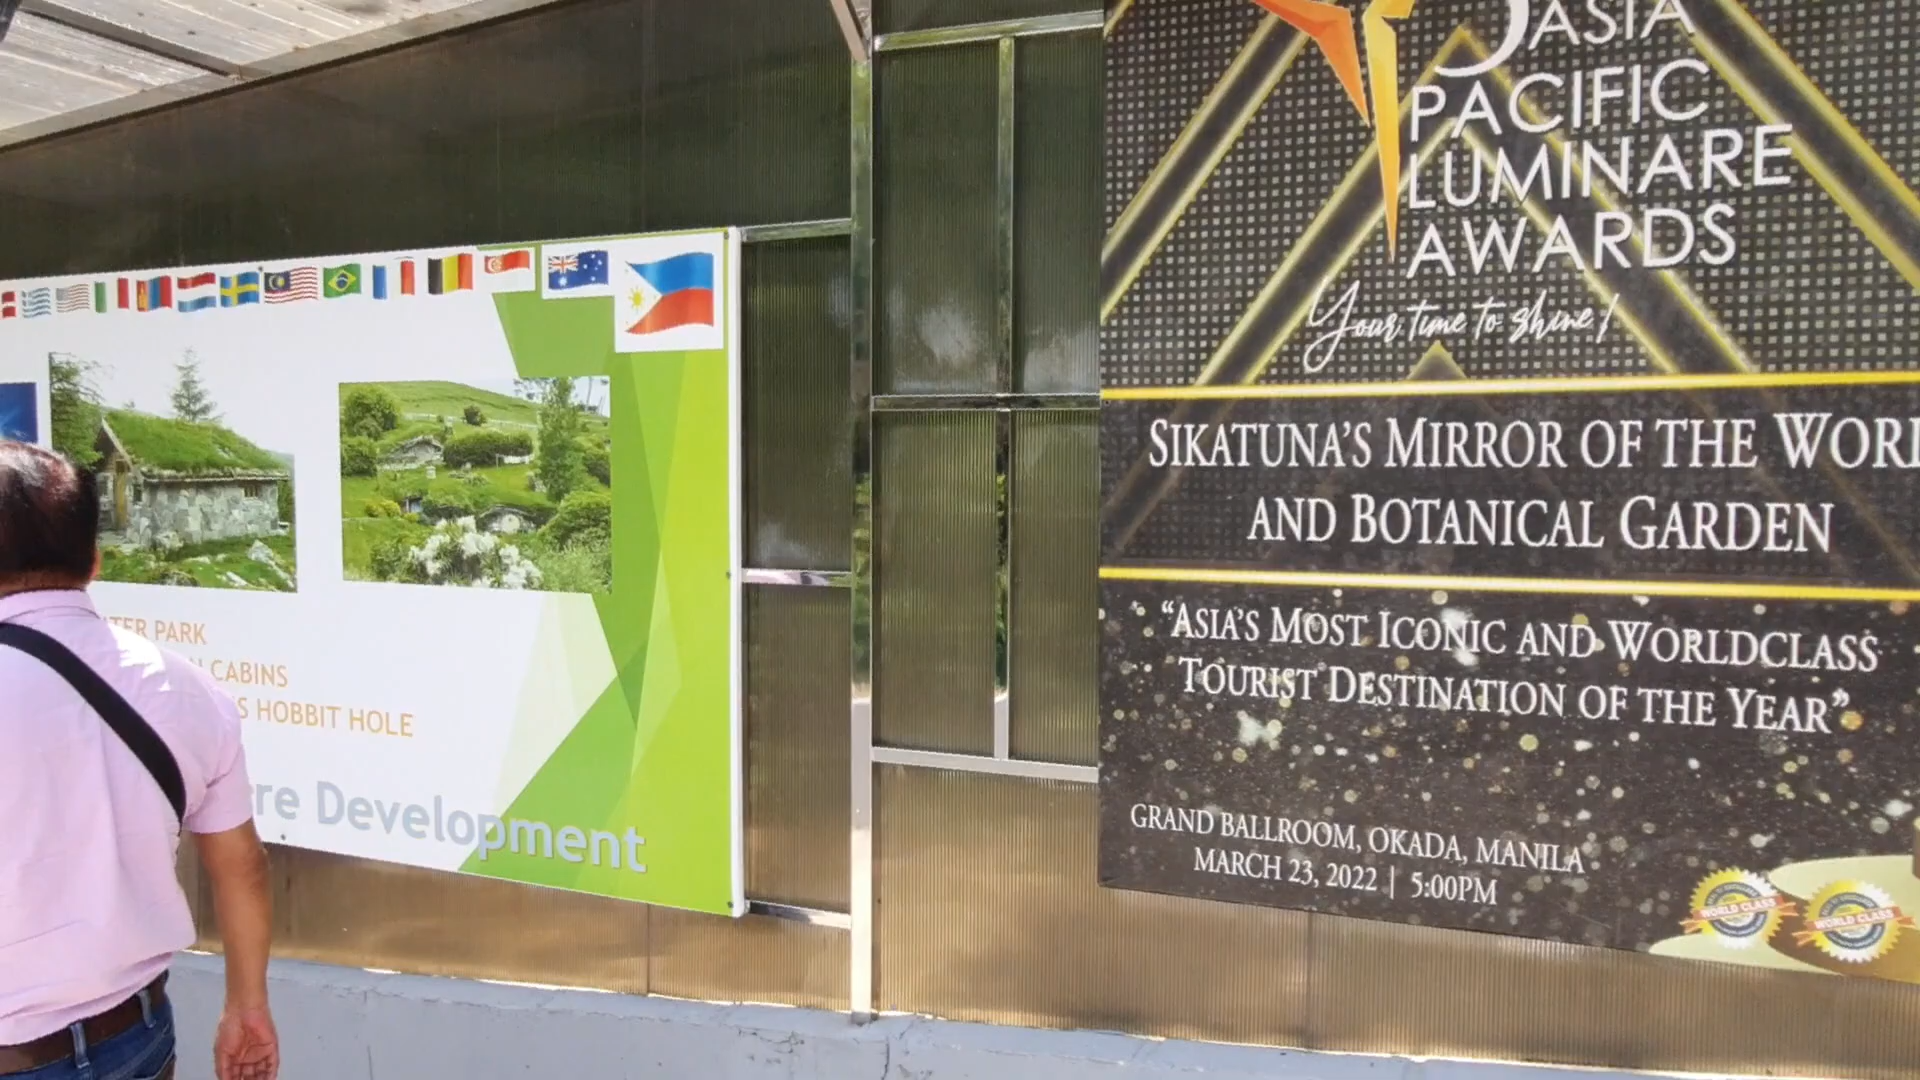 TER PARK
CABINS
S HOBBIT HOLE
re Development
ASIA
PACIFIC
LUMINARE
AWARDS
Your time to shine!
SIKATUNA'S MIRROR OF THE WORL
AND BOTANICAL GARDEN
"ASIA'S MOST ICONIC AND WORLDCLASS
TOURIST DESTINATION OF THE YEAR"
GRAND BALLROOM, OKADA, MANILA
MARCH 23, 2022 | 5:00PM
WORLD CLASS
WORLD CLASS